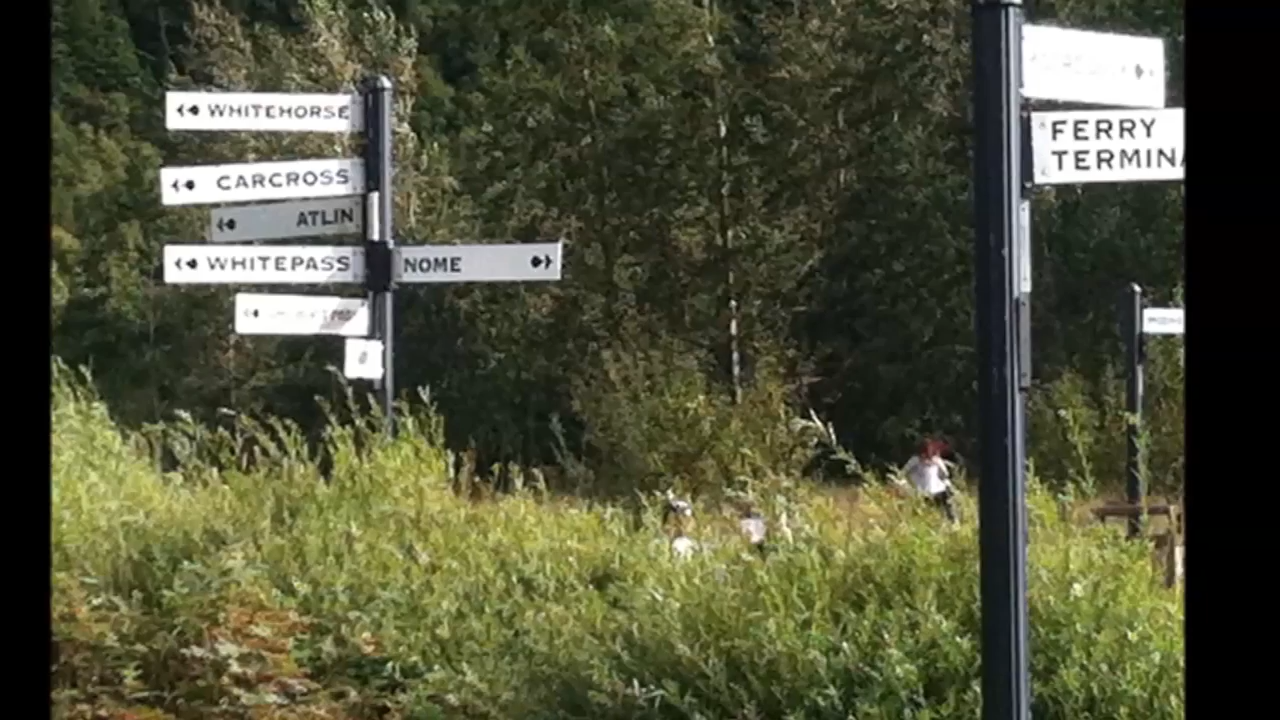 WHITEHORSE
CARCROSS
ATLIN
WHITEPASS
NOME
FERRY
TERMINA